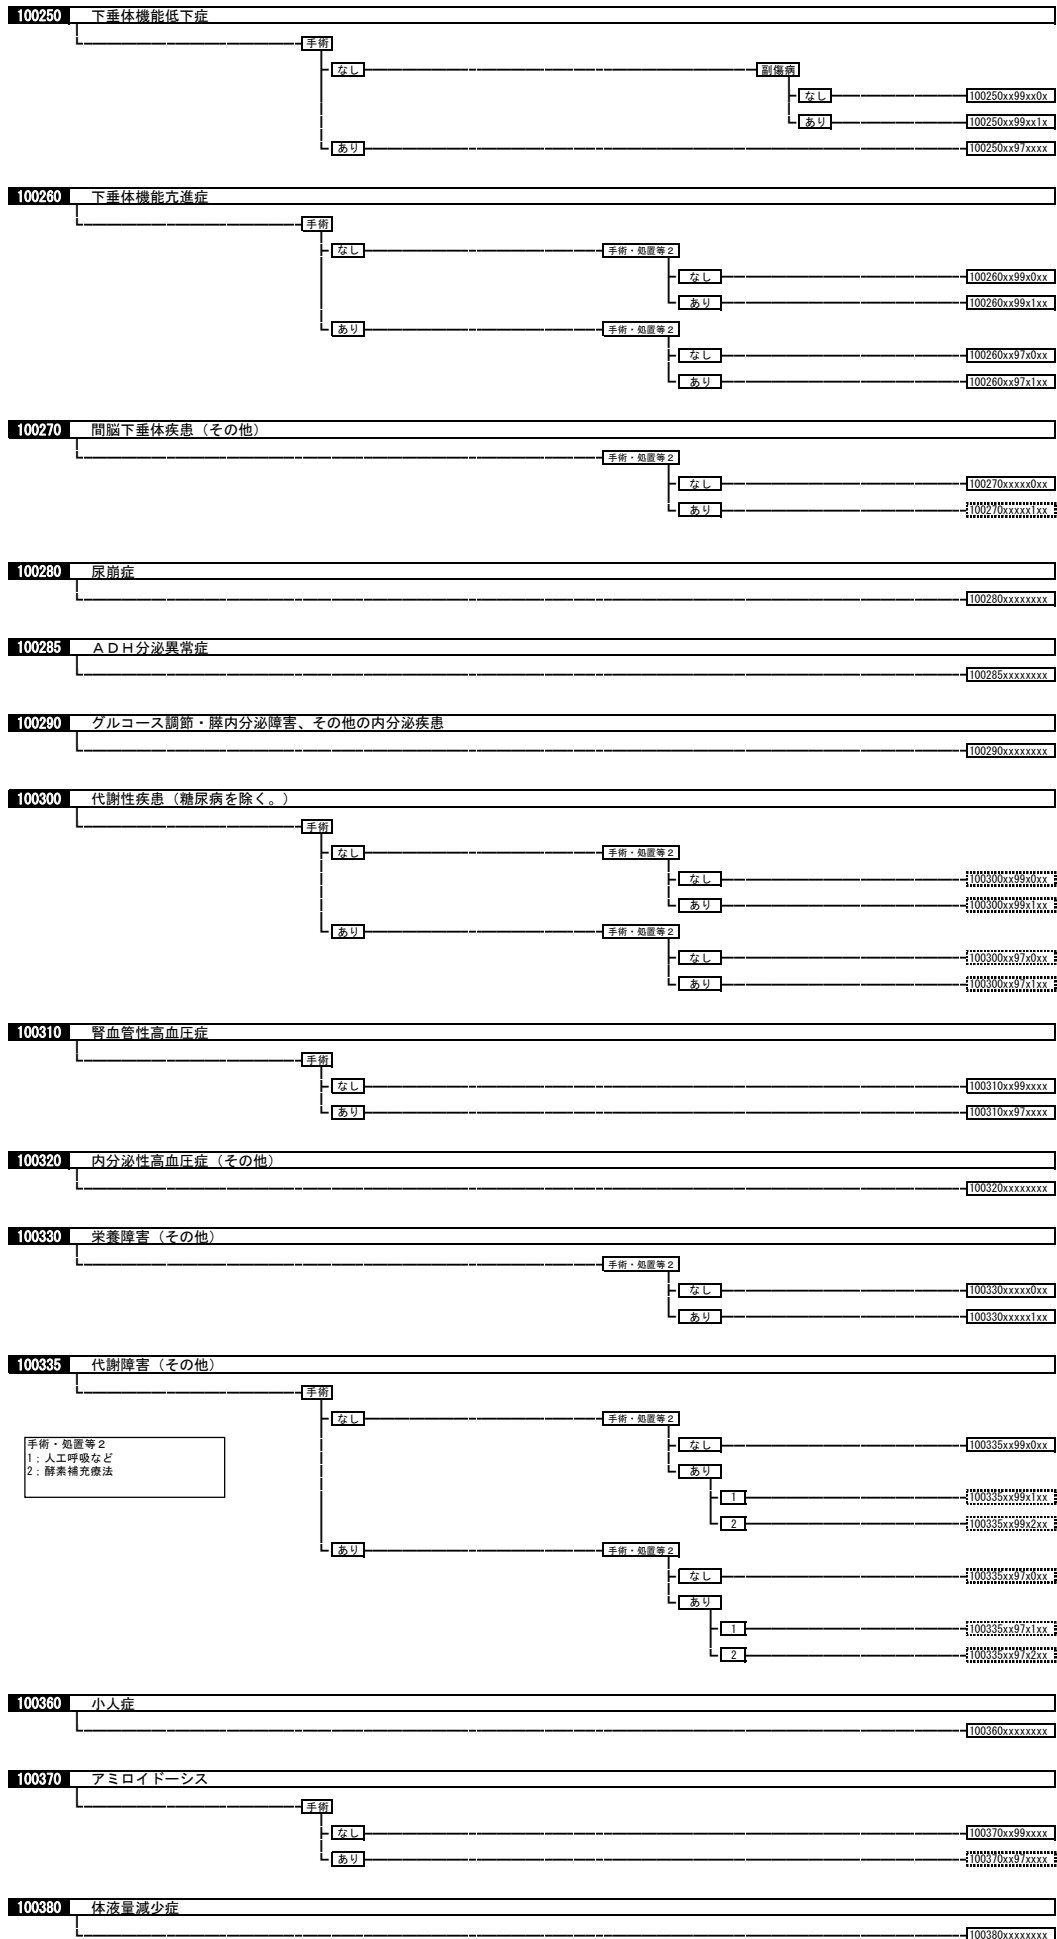 100250 下垂体機能低下症
手術
なし 副傷病
なし 100250xx99xx0x
あり 100250xx99xx1x
あり 100250xx97xxxx
100260 下垂体機能亢進症
手術
なし 手術・処置等２
なし 100260xx99x0xx
あり 100260xx99x1xx
あり 手術・処置等２
なし 100260xx97x0xx
あり 100260xx97x1xx
100270 間脳下垂体疾患（その他）
手術・処置等２
なし 100270xxxxx0xx
あり 100270xxxxx1xx
100280 尿崩症
100280xxxxxxxx
100285 ＡＤＨ分泌異常症
100285xxxxxxxx
100290 グルコース調節・膵内分泌障害、その他の内分泌疾患
100290xxxxxxxx
100300 代謝性疾患（糖尿病を除く。）
手術
なし 手術・処置等２
なし 100300xx99x0xx
あり 100300xx99x1xx
あり 手術・処置等２
なし 100300xx97x0xx
あり 100300xx97x1xx
100310 腎血管性高血圧症
手術
なし 100310xx99xxxx
あり 100310xx97xxxx
100320 内分泌性高血圧症（その他）
100320xxxxxxxx
100330 栄養障害（その他）
手術・処置等２
なし 100330xxxxx0xx
あり 100330xxxxx1xx
100335 代謝障害（その他）
手術
なし 手術・処置等２
手術・処置等２
1；人工呼吸など
2；酵素補充療法
なし 100335xx99x0xx
あり
1 100335xx99x1xx
2 100335xx99x2xx
あり 手術・処置等２
なし 100335xx97x0xx
あり
1 100335xx97x1xx
2 100335xx97x2xx
100360 小人症
100360xxxxxxxx
100370 アミロイドーシス
手術
なし 100370xx99xxxx
あり 100370xx97xxxx
100380 体液量減少症
100380xxxxxxxx